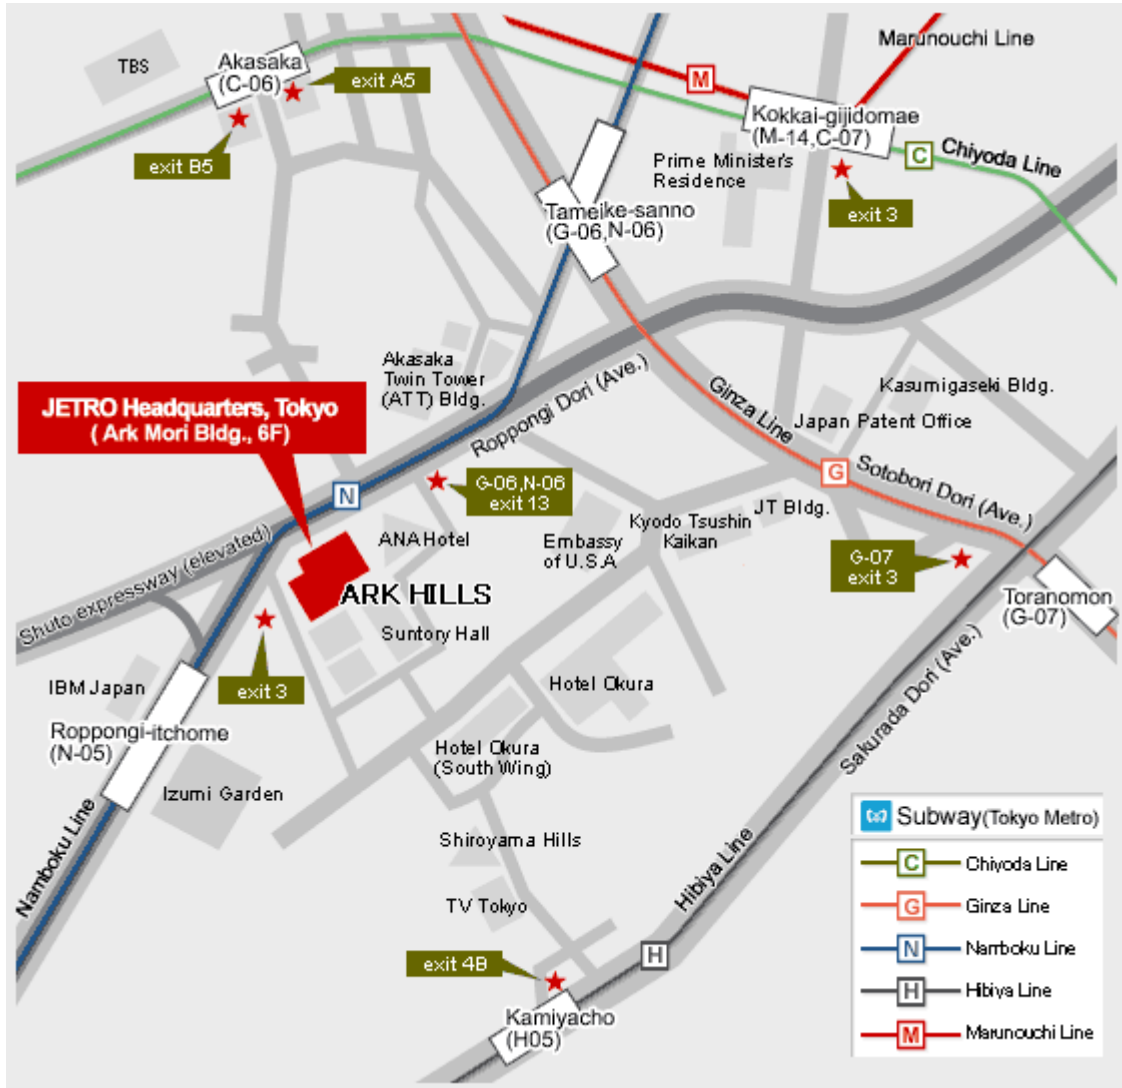 Marunouchi Line
TBS
Akasaka
(C-06)
exit A5
M
Kokkai-gijidomae
(M-14,C-07)
C
Chiyoda Line
exit B5
Prime Minister's
Residence
exit 3
Tameike-sanno
(G-06,N-06)
Akasaka
Twin Tower
(ATT) Bldg.
Roppongi Dori (Ave.)
Ginza Line
Kasumigaseki Bldg.
Japan Patent Office
JETRO Headquarters, Tokyo
( Ark Mori Bldg., 6F)
G
Sotobori Dori (Ave.)
N
G-06,N-06
exit 13
JT Bldg.
Kyodo Tsushin
Kaikan
ANA Hotel
Embassy
of U.S.A
G-07
exit 3
Shuto expressway (elevated)
ARK HILLS
Toranomon
(G-07)
Suntory Hall
exit 3
IBM Japan
Hotel Okura
Sakurada Dori (Ave.)
Roppongi-itchome
(N-05)
Hotel Okura
(South Wing)
Izumi Garden
Namboku Line
Shiroyama Hills
Hibiya Line
TV Tokyo
exit 4B
H
Kamiyacho
(H05)
Subway(Tokyo Metro)
C Chiyoda Line
G Ginza Line
N Namboku Line
H Hibiya Line
M Marunouchi Line